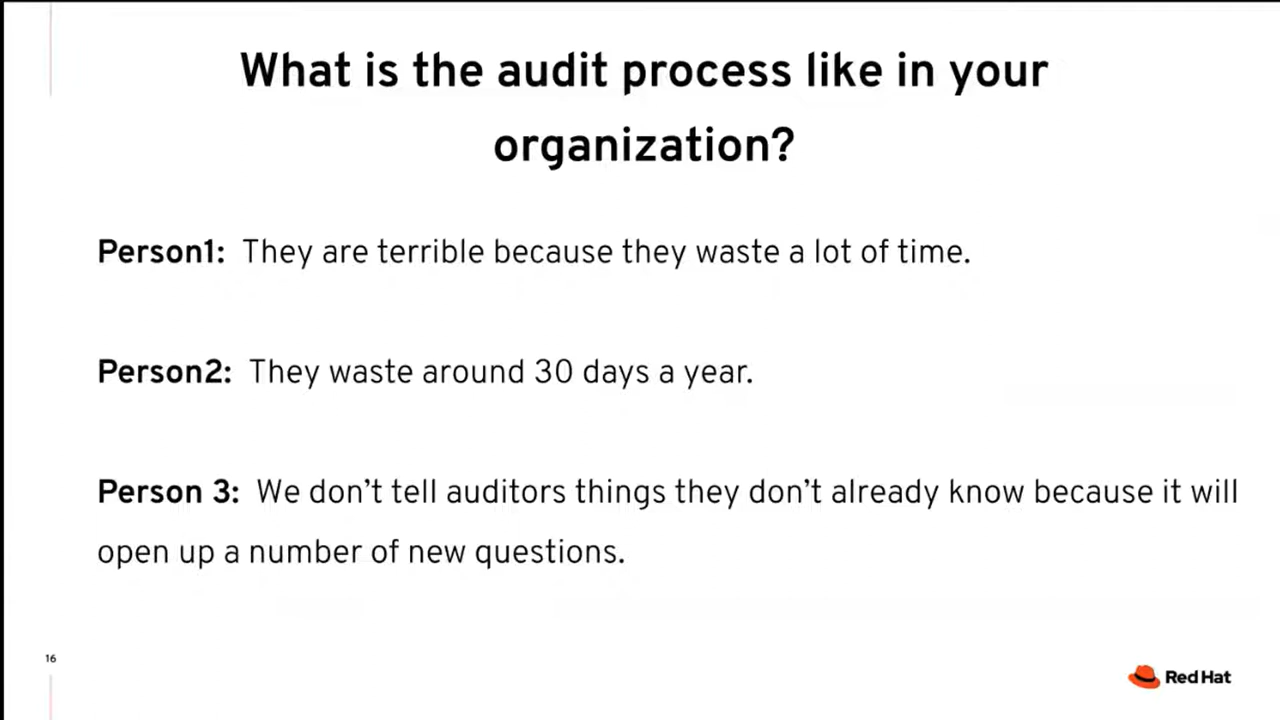 What is the audit process like in your
organization?
Person1: They are terrible because they waste a lot of time.
Person2: They waste around 30 days a year.
Person 3: We don't tell auditors things they don't already know because it will
open up a number of new questions.
16
Red Hat